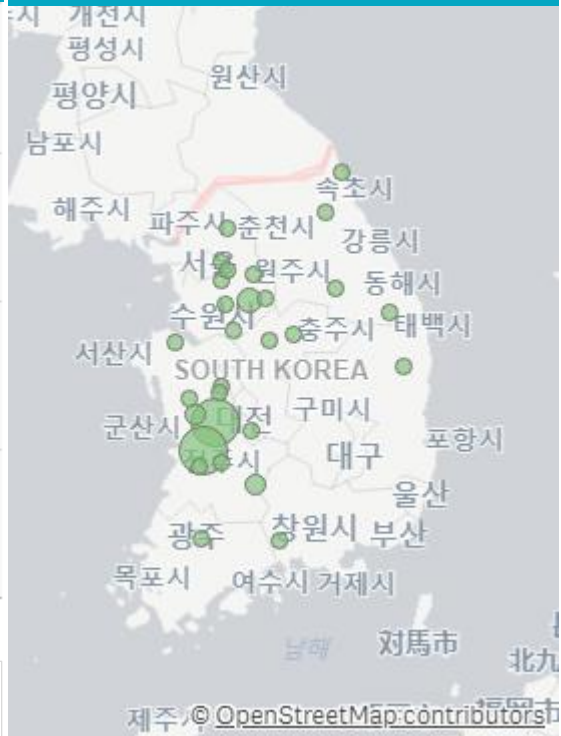 개천시
평성시
원산시
평양시
남포시
속초시
해주시 파주시 춘천시
강릉시
서울 원주시
동해시
수원시 충주시 태백시
서산시
SOUTH KOREA
대전 구미시
군산시
포항시
대구
울산
광주 창원시 부산
목포시 여수시 거제시
남해
対馬市
© OpenStreetMap contributors